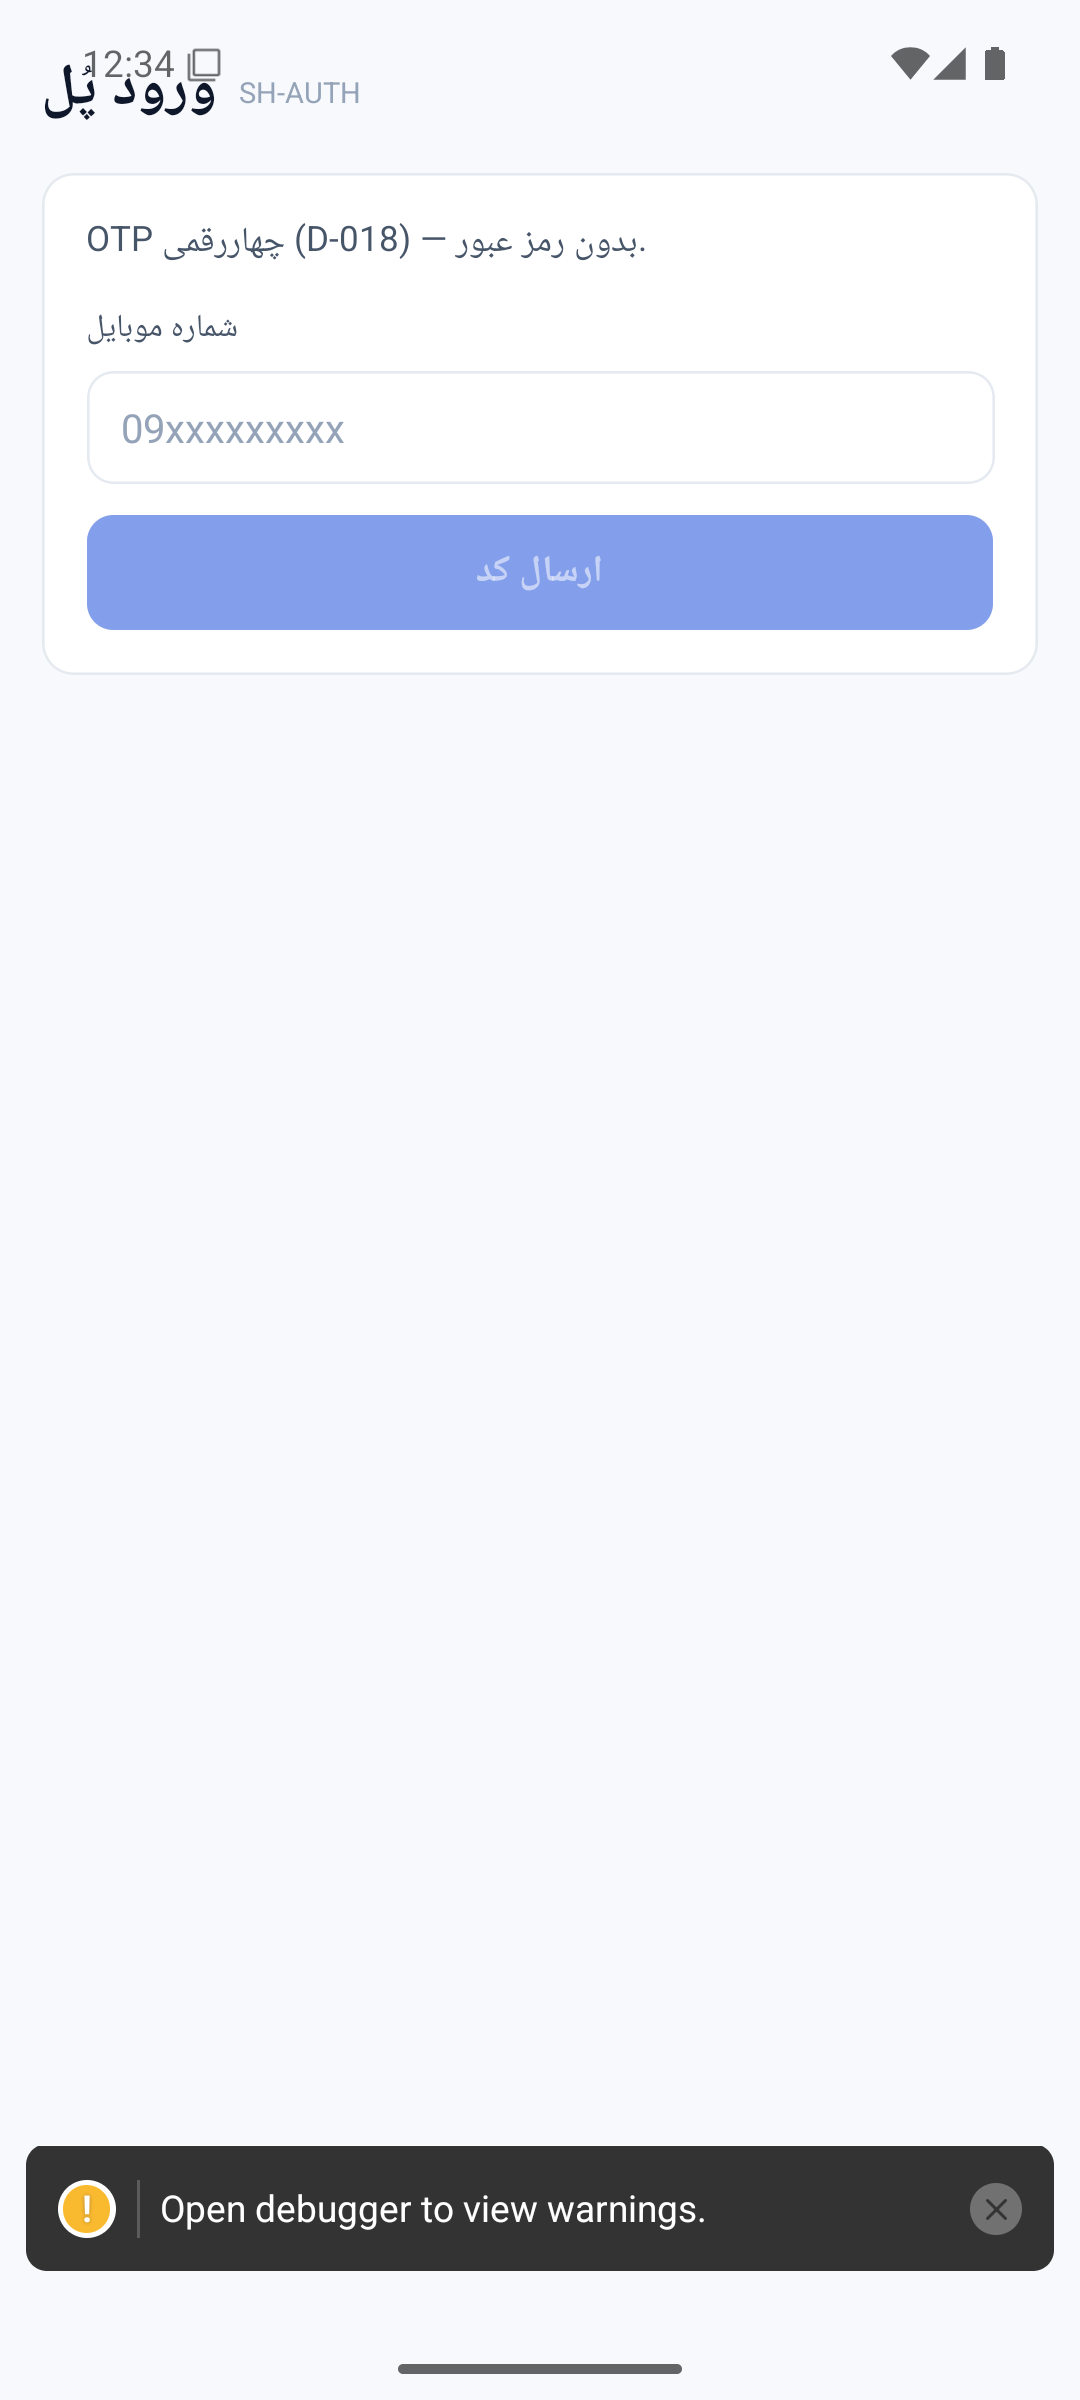 12:34
ورود پُل SH-AUTH
OTP چهاررقمی (D-018) — بدون رمز عبور.
شماره موبایل
09xxxxxxxxx
ارسال کد
! Open debugger to view warnings.